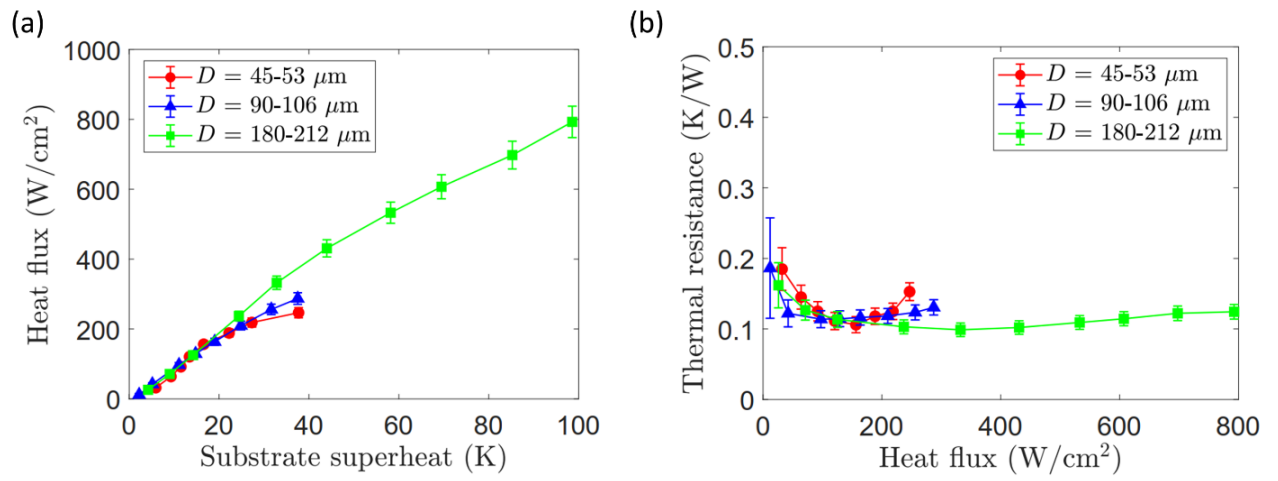 (a)
1000
800
600
400
200
0
Heat flux (W/cm²)
D = 45-53 μm
D = 90-106 μm
D = 180-212 μm
0 20 40 60 80 100
Substrate superheat (K)
(b)
0.5
0.4
0.3
0.2
0.1
0
Thermal resistance (K/W)
D = 45-53 μm
D = 90-106 μm
D = 180-212 μm
0 200 400 600 800
Heat flux (W/cm²)